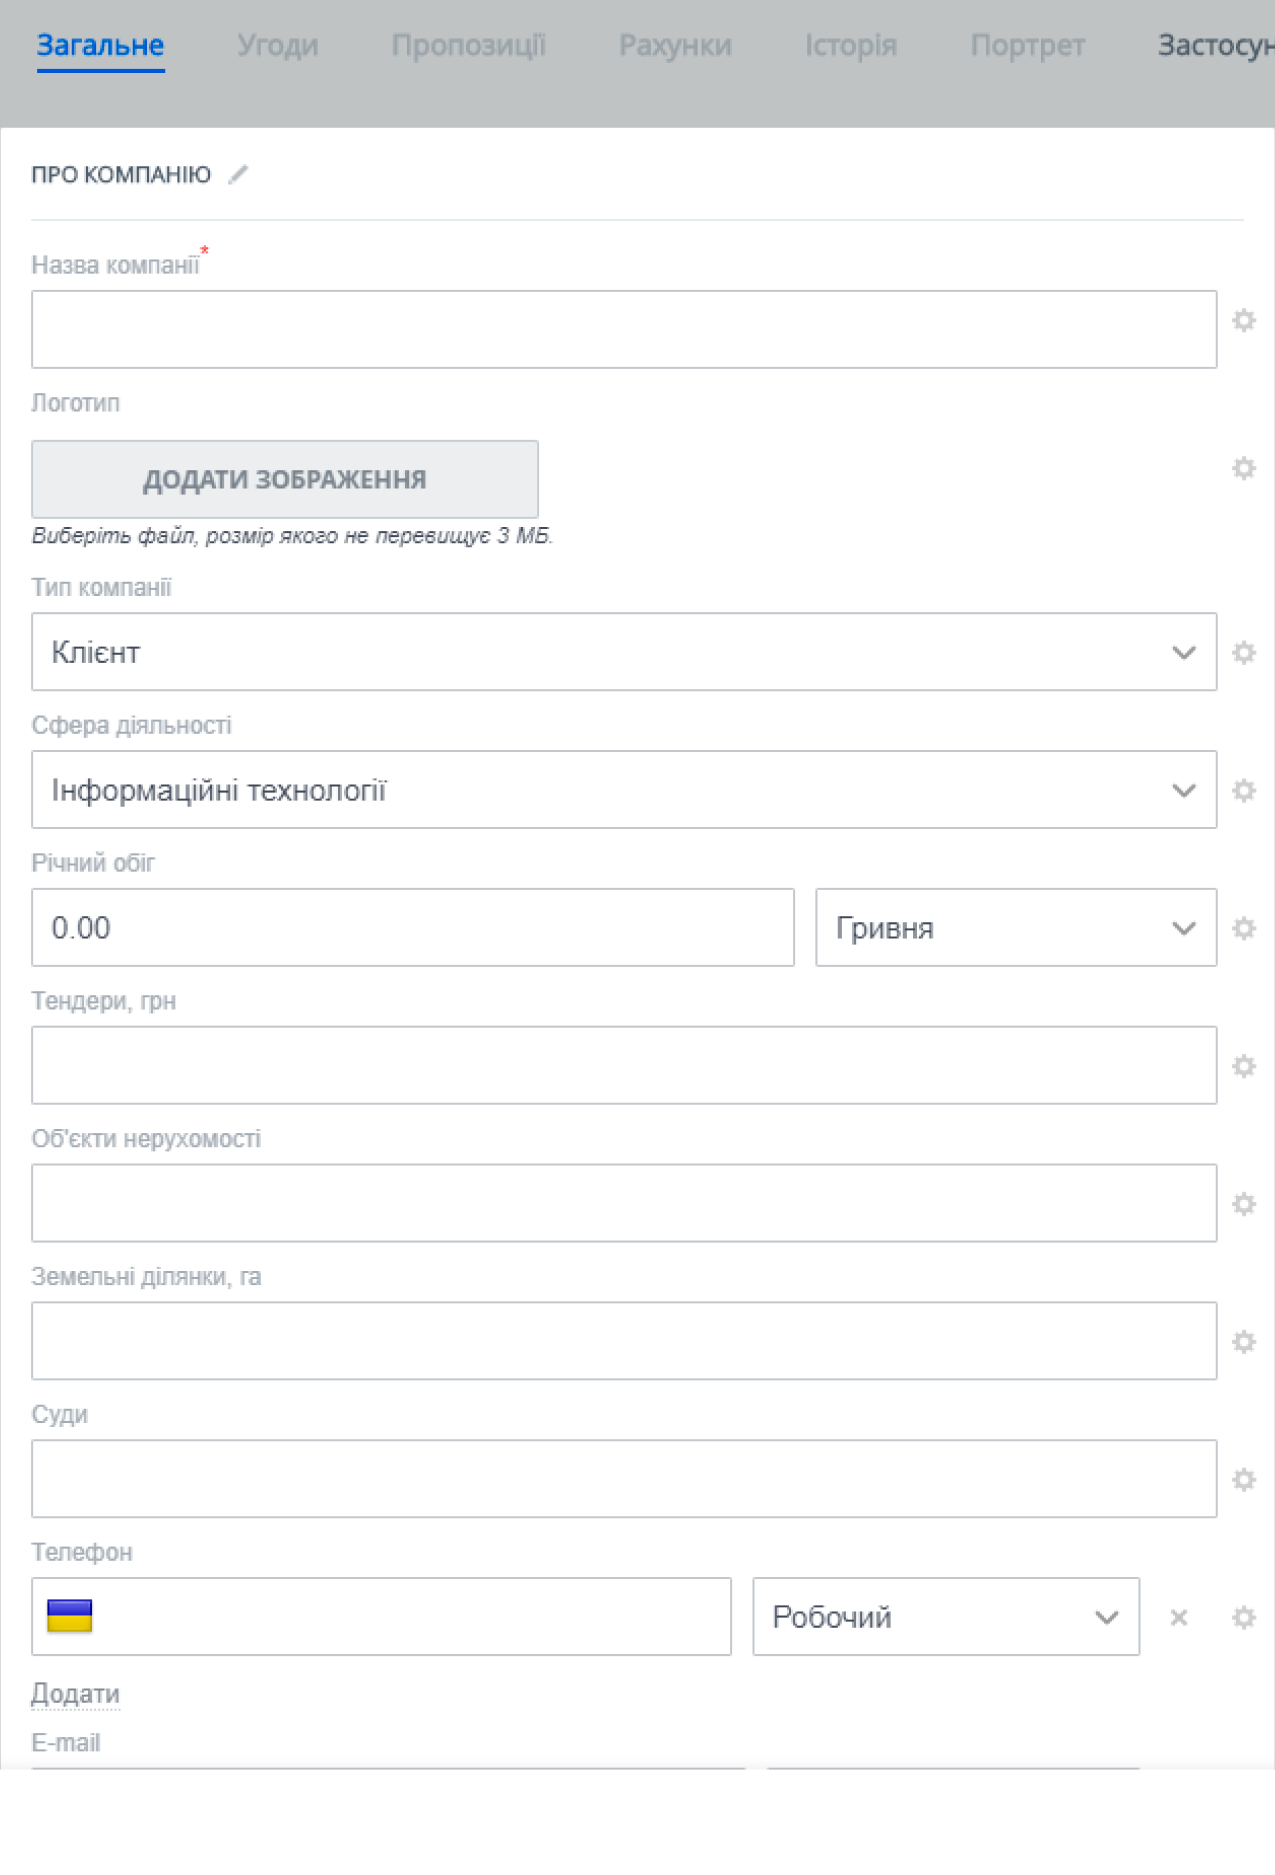 Загальне Угоди Пропозиції Рахунки Історія Портрет Застосун
ПРО КОМПАНІЮ
Назва компанії*
Логотип
ДОДАТИ ЗОБРАЖЕННЯ
Виберіть файл, розмір якого не перевищує 3 МБ.
Тип компанії
Клієнт
Сфера діяльності
Інформаційні технології
Річний обіг
0.00 Гривня
Тендери, грн
Об'єкти нерухомості
Земельні ділянки, га
Суди
Телефон
Робочий
Додати
E-mail